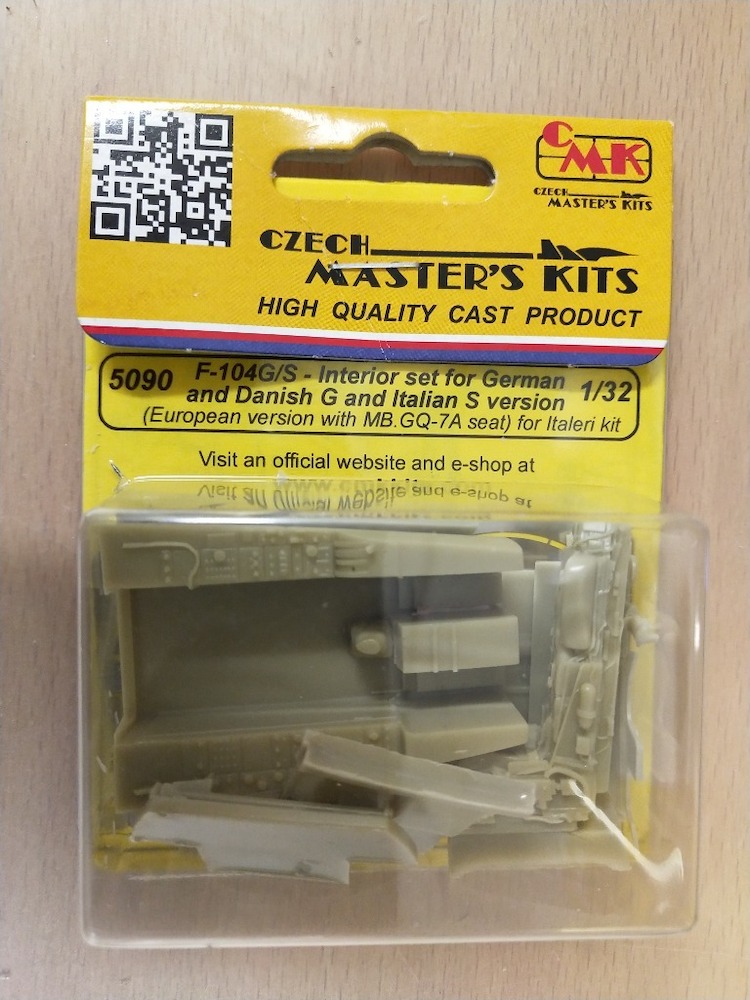 CMK
CZECH
MASTER'S KITS
CZECH
MASTER'S KITS
HIGH QUALITY CAST PRODUCT
5090 F-104G/S - Interior set for German 1/32
and Danish G and Italian S version
(European version with MB.GQ-7A seat) for Italeri kit
Visit an official website and e-shop at